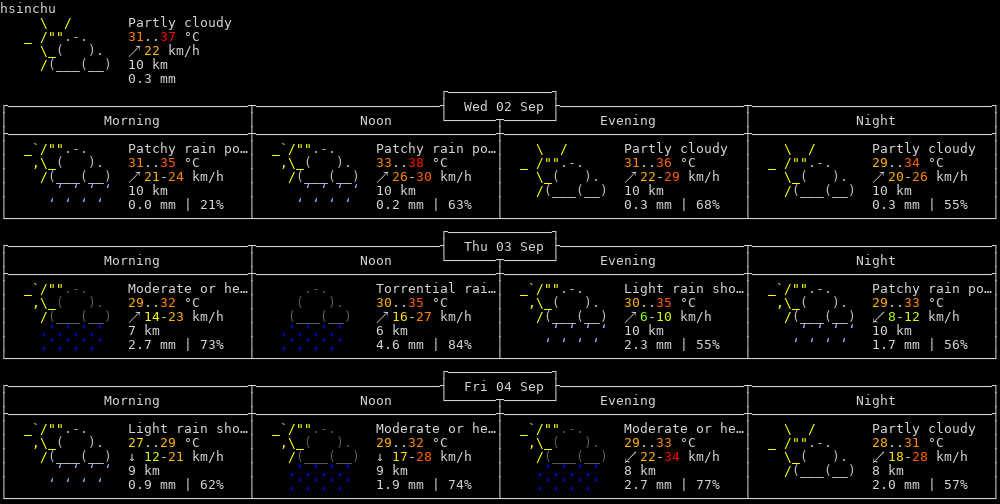 hsinchu
Partly cloudy
31..37 °C
↗ 22 km/h
10 km
0.3 mm
Wed 02 Sep
Morning Noon Evening Night
Patchy rain po… Patchy rain po… Partly cloudy Partly cloudy
31..35 °C 33..38 °C 31..36 °C 29..34 °C
↗ 21-24 km/h ↗ 26-30 km/h ↗ 22-29 km/h ↗ 20-26 km/h
10 km 10 km 10 km 10 km
0.0 mm | 21% 0.2 mm | 63% 0.3 mm | 68% 0.3 mm | 55%
Thu 03 Sep
Morning Noon Evening Night
Moderate or he… Torrential rai… Light rain sho… Patchy rain po…
29..32 °C 30..35 °C 30..35 °C 29..33 °C
↗ 14-23 km/h ↗ 16-27 km/h ↗ 6-10 km/h ↙ 8-12 km/h
7 km 6 km 10 km 10 km
2.7 mm | 73% 4.6 mm | 84% 2.3 mm | 55% 1.7 mm | 56%
Fri 04 Sep
Morning Noon Evening Night
Light rain sho… Moderate or he… Moderate or he… Partly cloudy
27..29 °C 29..32 °C 29..33 °C 28..31 °C
↓ 12-21 km/h ↓ 17-28 km/h ↙ 22-34 km/h ↙ 18-28 km/h
9 km 9 km 8 km 8 km
0.9 mm | 62% 1.9 mm | 74% 2.7 mm | 77% 2.0 mm | 57%